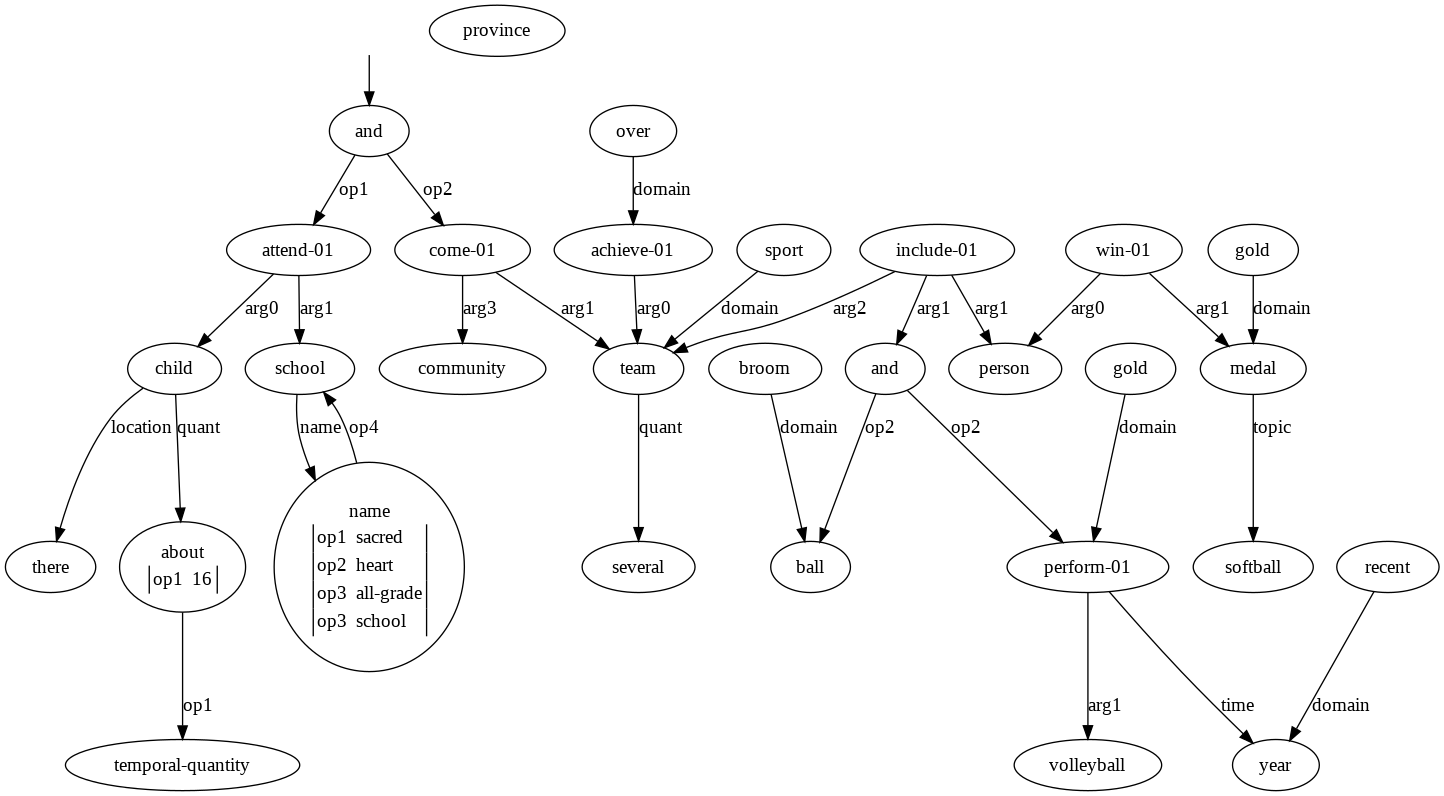 province
and
over
op1
op2
domain
attend-01
come-01
achieve-01
sport
include-01
win-01
gold
arg0
arg1
arg3
arg1
arg0
domain
arg2
arg1
arg1
arg0
arg1
domain
child
school
community
team
broom
and
person
gold
medal
location
quant
name
op4
quant
domain
op2
op2
domain
topic
there
about
op1 16
name
op1 sacred
op2 heart
op3 all-grade
op3 school
several
ball
perform-01
softball
recent
op1
arg1
time
domain
temporal-quantity
volleyball
year